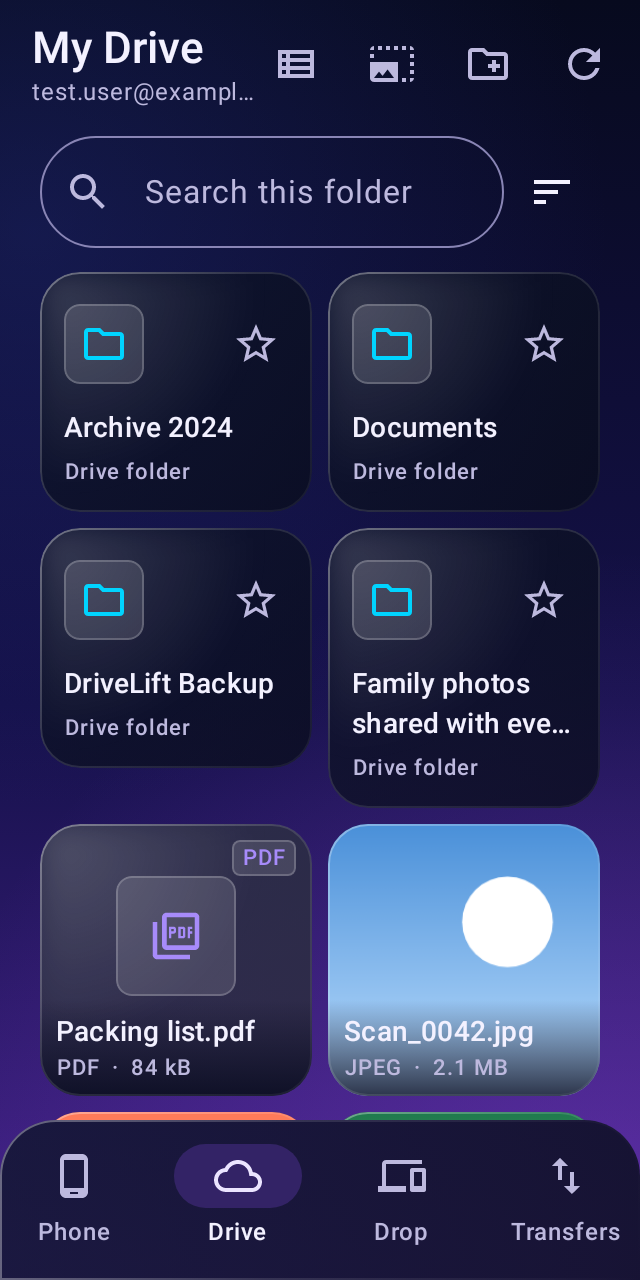 My Drive
test.user@exampl…
Search this folder
Archive 2024
Drive folder
Documents
Drive folder
DriveLift Backup
Drive folder
Family photos
shared with eve…
Drive folder
PDF
PDF
Packing list.pdf
PDF · 84 kB
Scan_0042.jpg
JPEG · 2.1 MB
Phone
Drive
Drop
Transfers